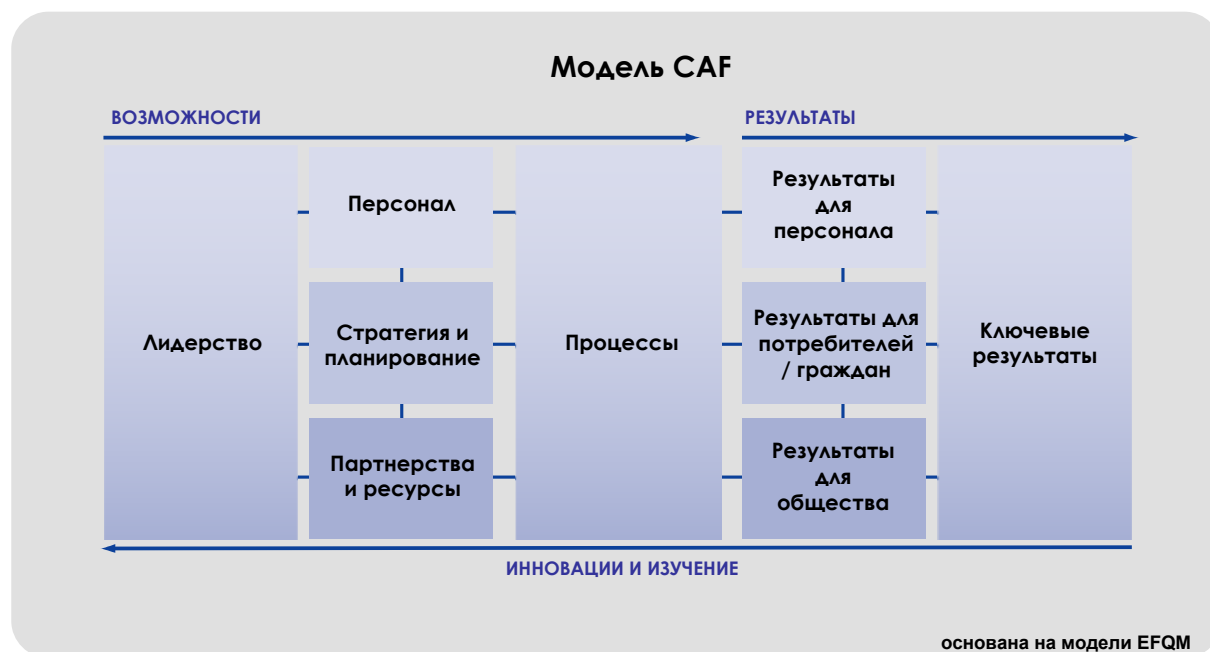 Модель CAF
ВОЗМОЖНОСТИ
РЕЗУЛЬТАТЫ
Лидерство
Персонал
Стратегия и
планирование
Партнерства
и ресурсы
Процессы
Результаты
для
персонала
Результаты для
потребителей
/ граждан
Результаты
для
общества
Ключевые
результаты
ИННОВАЦИИ И ИЗУЧЕНИЕ
основана на модели EFQM